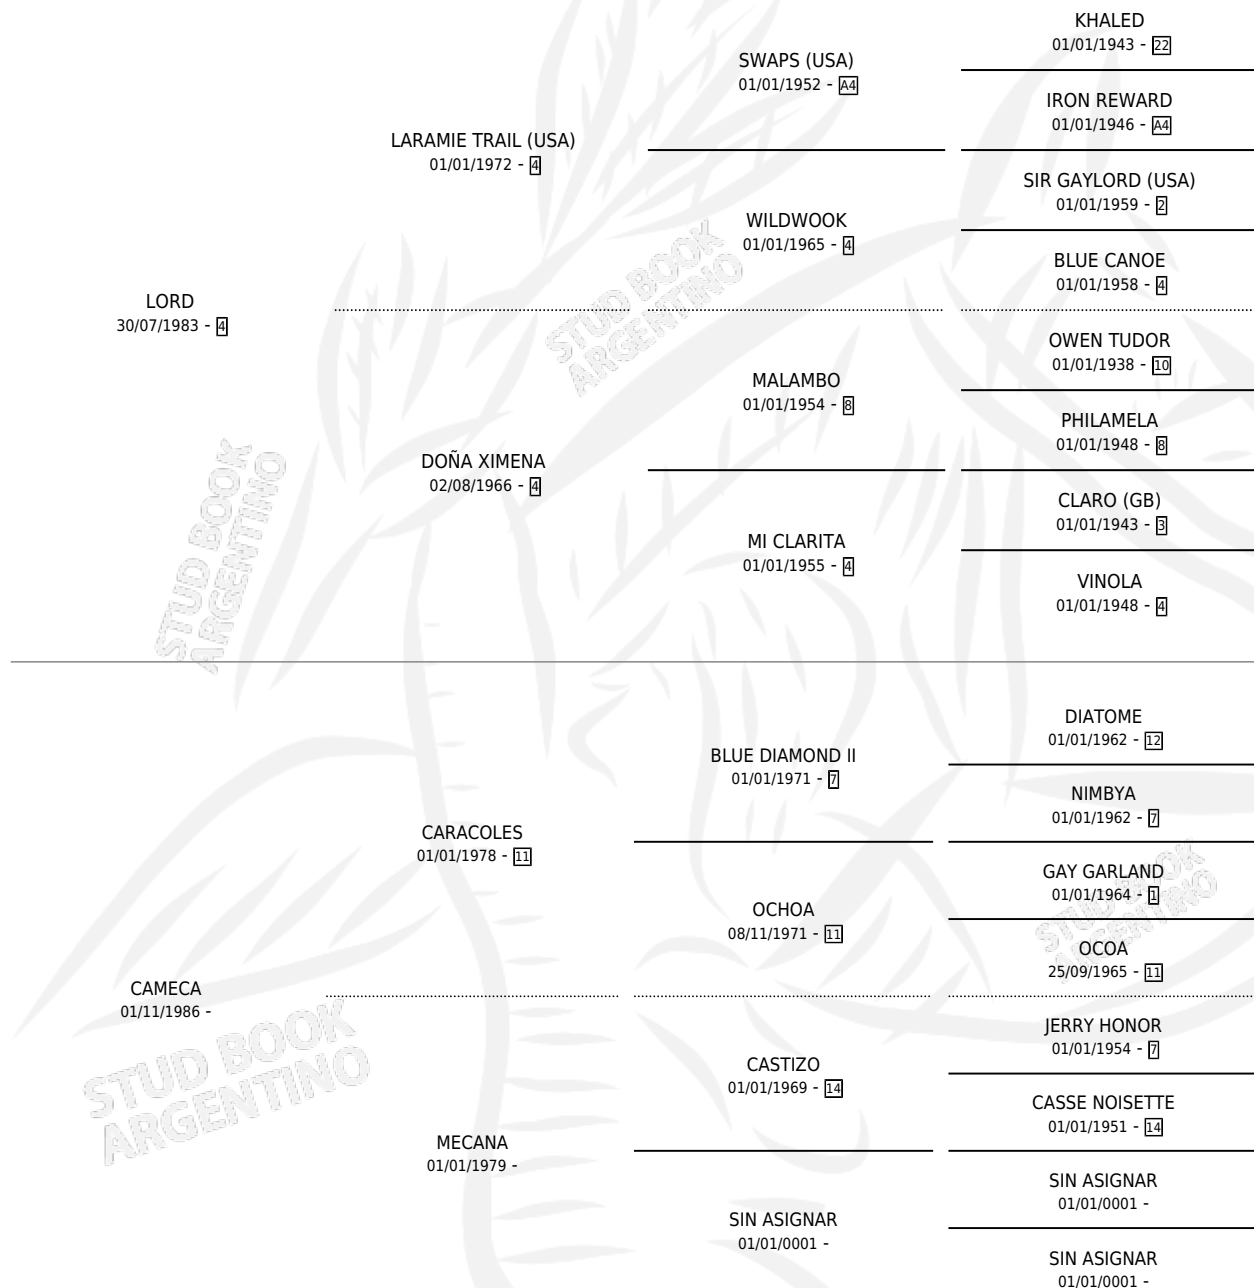 KHALED
01/01/1943 - 22
SWAPS (USA)
01/01/1952 - A4
IRON REWARD
01/01/1946 - A4
LARAMIE TRAIL (USA)
01/01/1972 - 4
SIR GAYLORD (USA)
01/01/1959 - 2
WILDWOOK
01/01/1965 - 4
BLUE CANOE
01/01/1958 - 4
LORD
30/07/1983 - 4
OWEN TUDOR
01/01/1938 - 10
MALAMBO
01/01/1954 - 8
PHILAMELA
01/01/1948 - 8
DOÑA XIMENA
02/08/1966 - 4
CLARO (GB)
01/01/1943 - 3
MI CLARITA
01/01/1955 - 4
VINOLA
01/01/1948 - 4
DIATOME
01/01/1962 - 12
BLUE DIAMOND II
01/01/1971 - 7
NIMBYA
01/01/1962 - 7
CARACOLES
01/01/1978 - 11
GAY GARLAND
01/01/1964 - 1
OCHOA
08/11/1971 - 11
OCOA
25/09/1965 - 11
CAMECA
01/11/1986 -
JERRY HONOR
01/01/1954 - 7
CASTIZO
01/01/1969 - 14
CASSE NOISETTE
01/01/1951 - 14
MECANA
01/01/1979 -
SIN ASIGNAR
01/01/0001 -
SIN ASIGNAR
01/01/0001 -
SIN ASIGNAR
01/01/0001 -
STUD BOOK
ARGENTINO
STUD BOOK
ARGENTINO
STUD BOOK
ARGENTINO
STUD BOOK
ARGENTINO